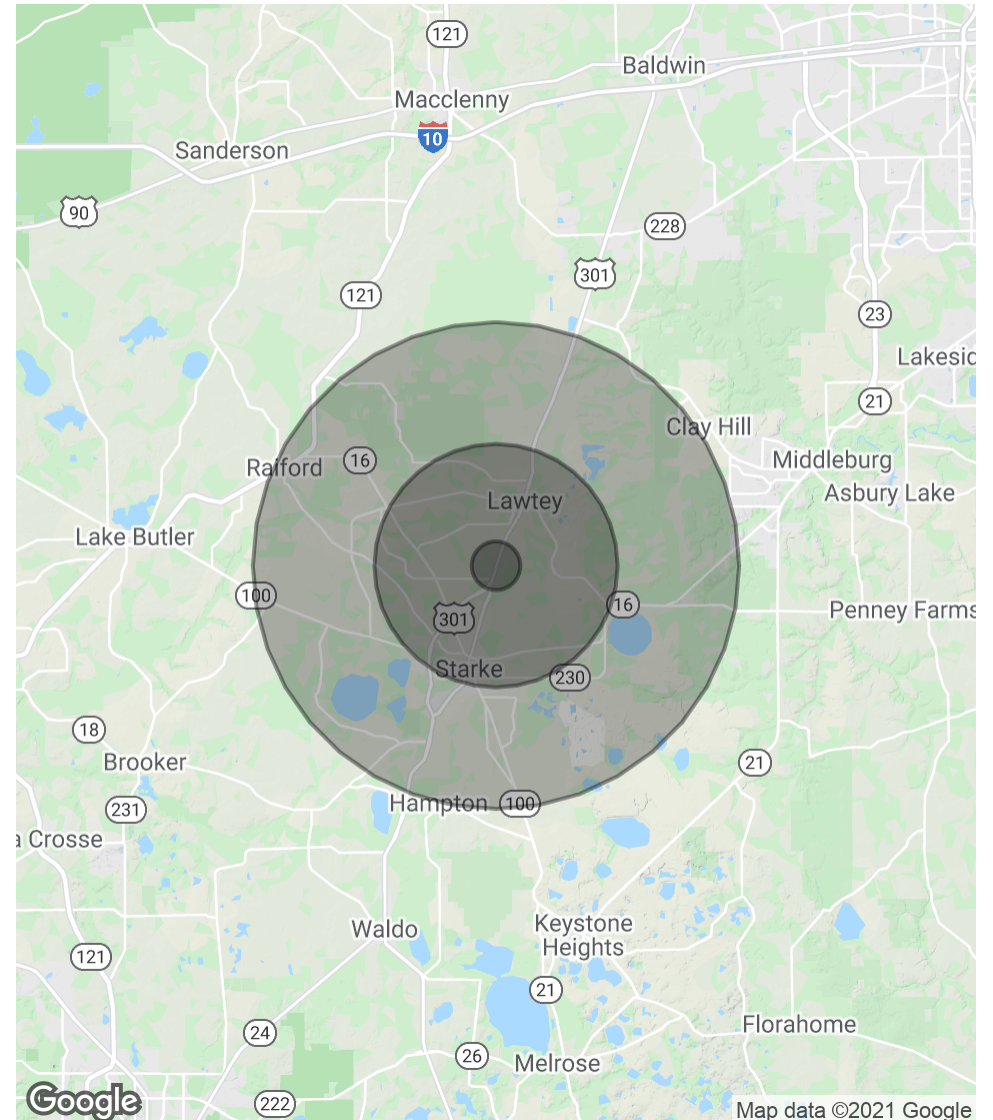 121
Baldwin
Macclenny
10
Sanderson
90
228
301
121
23
Lakesid
21
Clay Hill
Raiford
16
Middleburg
Lawtey
Asbury Lake
Lake Butler
100
16
Penney Farms
301
Starke
230
18
Brooker
21
Hampton
100
231
a Crosse
Waldo
Keystone
Heights
121
21
24
Florahome
26
Melrose
Google
222
Map data ©2021 Google